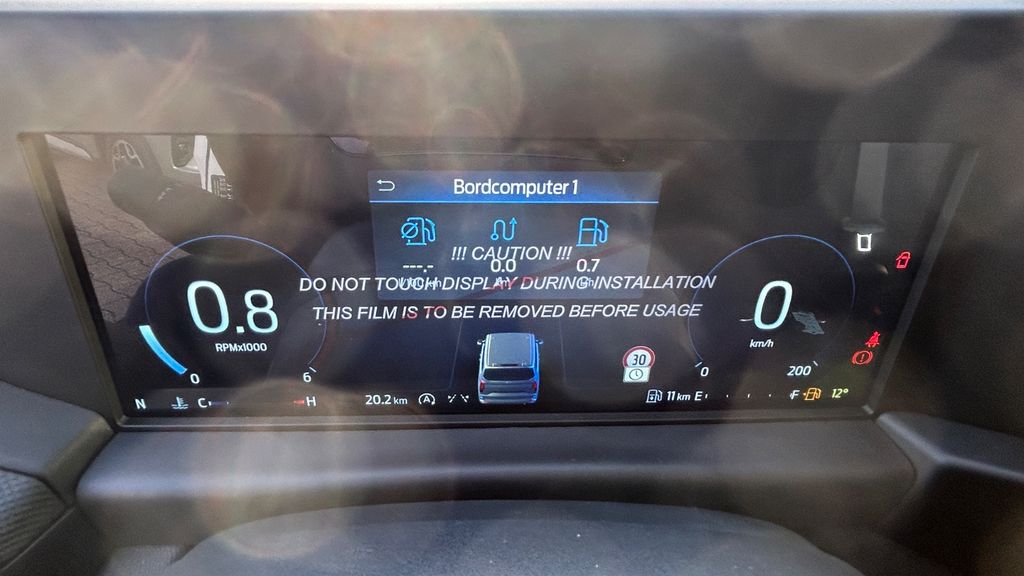 Bordcomputer 1
!!! CAUTION !!!
---.- 0.0 0.7
DO NOT TOUCH DISPLAY DURING INSTALLATION
THIS FILM IS TO BE REMOVED BEFORE USAGE
0.8
RPMx1000
0 6
0
km/h
0 200
30
N C H
20.2 km
11 km E F 12°